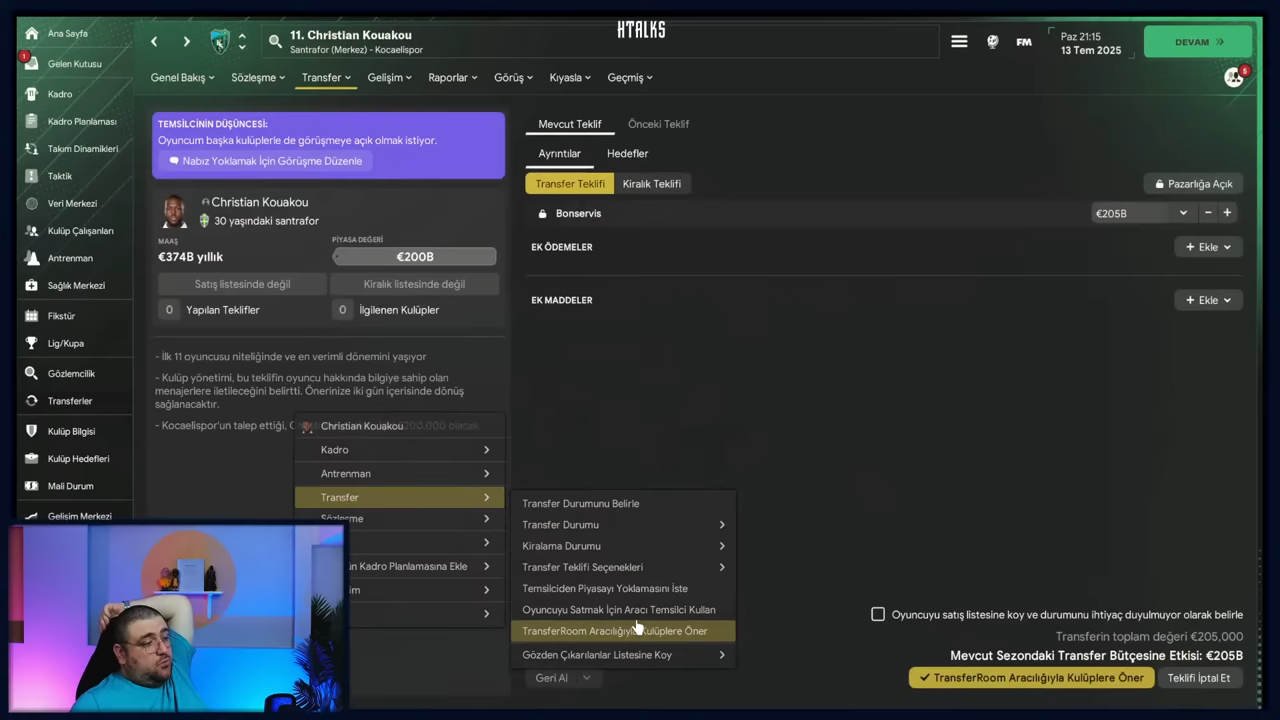 HTALKS
Ana Sayfa
1
Gelen Kutusu
Kadro
Kadro Planlaması
Takım Dinamikleri
Taktik
Veri Merkezi
Kulüp Çalışanları
Antrenman
Sağlık Merkezi
Fikstür
Lig/Kupa
Gözlemcilik
Transferler
Kulüp Bilgisi
Kulüp Hedefleri
Mali Durum
Gelişim Merkezi
11. Christian Kouakou
Santrafor (Merkez) - Kocaelispor
FM
Paz 21:15
13 Tem 2025
DEVAM
6
Genel Bakış
Sözleşme
Transfer
Gelişim
Raporlar
Görüş
Kıyasla
Geçmiş
TEMSİLCİNİN DÜŞÜNCESİ:
Oyuncum başka kulüplerle de görüşmeye açık olmak istiyor.
Nabız Yoklamak İçin Görüşme Düzenle
Christian Kouakou
30 yaşındaki santrafor
MAAŞ
€374B yıllık
PİYASA DEĞERİ
€200B
Satış listesinde değil
Kiralık listesinde değil
0 Yapılan Teklifler
0 İlgilenen Kulüpler
- İlk 11 oyuncusu niteliğinde ve en verimli dönemini yaşıyor
- Kulüp yönetimi, bu teklifin oyuncu hakkında bilgiye sahip olan
menajerlere iletileceğini belirtti. Önerinize iki gün içerisinde dönüş
sağlanacaktır.
- Kocaelispor'un talep ettiği,
200.000 olacak
Christian Kouakou
Kadro
Antrenman
Transfer
Sözleşme
ün Kadro Planlamasına Ekle
im
Transfer Durumunu Belirle
Transfer Durumu
Kiralama Durumu
Transfer Teklifi Seçenekleri
Temsilciden Piyasayı Yoklamasını İste
Oyuncuyu Satmak İçin Aracı Temsilci Kullan
TransferRoom Aracılığıyla Kulüplere Öner
Gözden Çıkarılanlar Listesine Koy
Geri Al
Mevcut Teklif
Önceki Teklif
Ayrıntılar
Hedefler
Transfer Teklifi
Kiralık Teklifi
Pazarlığa Açık
Bonservis
€205B
EK ÖDEMELER
+ Ekle
EK MADDELER
+ Ekle
Oyuncuyu satış listesine koy ve durumunu ihtiyaç duyulmuyor olarak belirle
Transferin toplam değeri €205,000
Mevcut Sezondaki Transfer Bütçesine Etkisi: €205B
TransferRoom Aracılığıyla Kulüplere Öner
Teklifi İptal Et